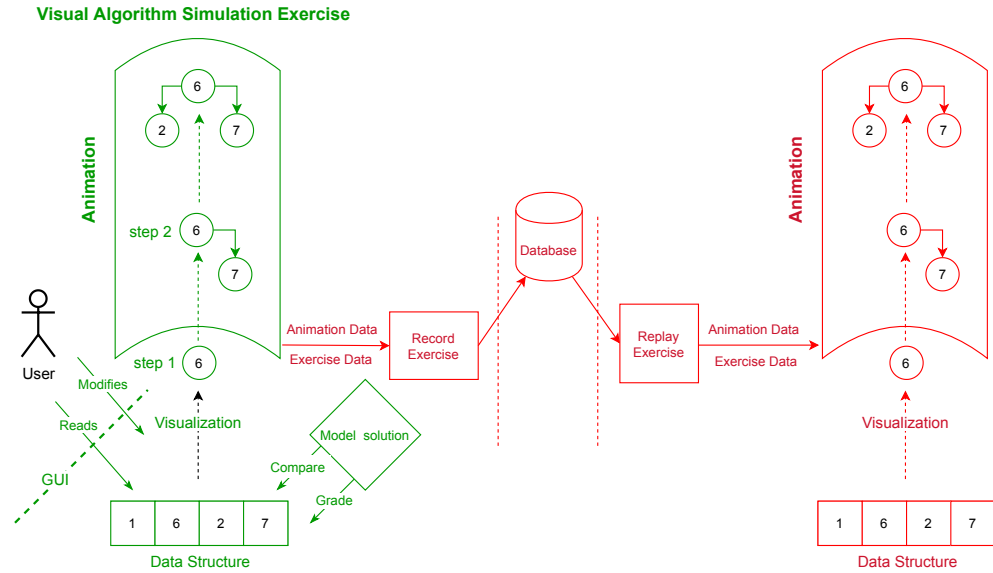 Visual Algorithm Simulation Exercise
Animation
6
2
7
step 2
6
7
step 1
6
User
Modifies
Reads
GUI
Visualization
Model solution
Compare
Grade
1 6 2 7
Data Structure
Animation Data
Exercise Data
Record
Exercise
Database
Replay
Exercise
Animation Data
Exercise Data
Animation
6
2
7
6
7
6
Visualization
1 6 2 7
Data Structure